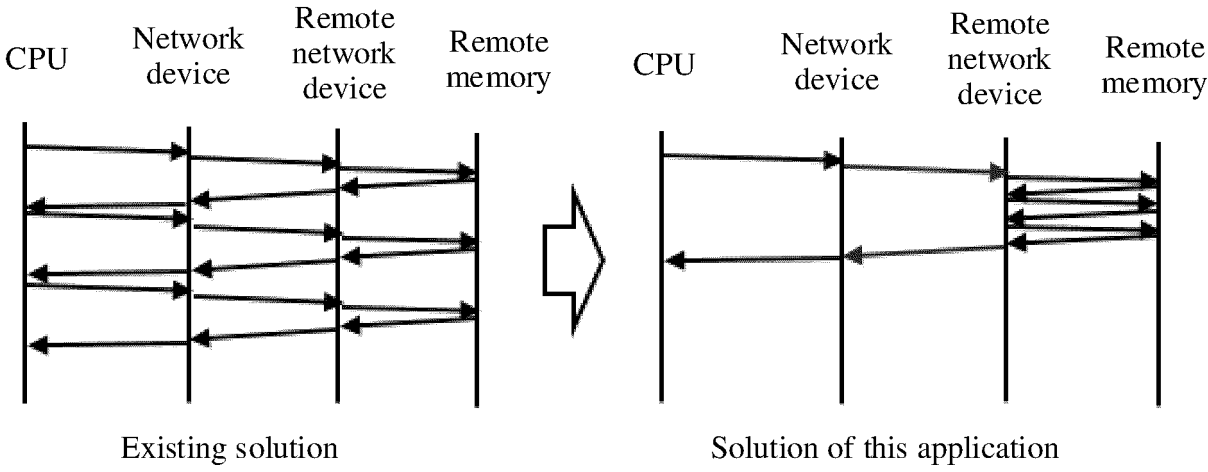 CPU
Network
device
Remote
network
device
Remote
memory
CPU
Network
device
Remote
network
device
Remote
memory
Existing solution
Solution of this application